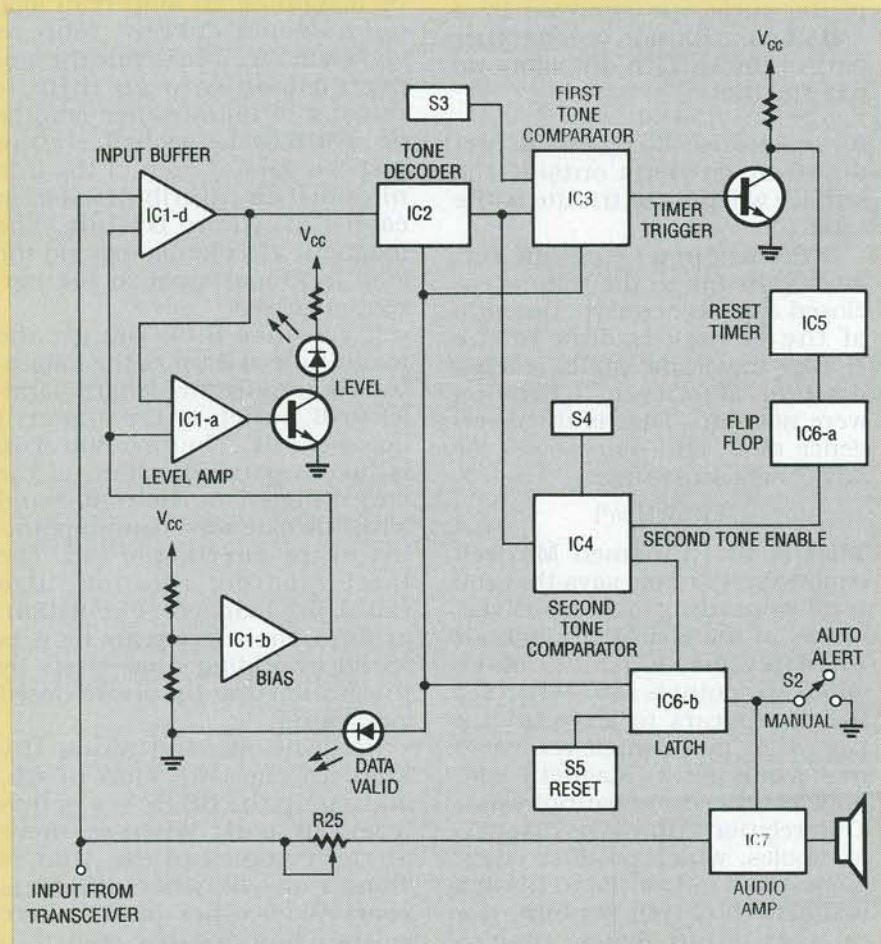 VCC
S3
FIRST
TONE
COMPARATOR
INPUT BUFFER
TONE
DECODER
IC1-d
IC2
IC3
TIMER
TRIGGER
VCC
LEVEL
RESET
TIMER
IC5
IC1-a
LEVEL AMP
S4
FLIP
FLOP
IC6-a
VCC
IC4
SECOND TONE ENABLE
SECOND
TONE
COMPARATOR
IC1-b
BIAS
AUTO
ALERT
S2
MANUAL
IC6-b
LATCH
DATA
VALID
S5
RESET
R25
IC7
AUDIO
AMP
INPUT FROM
TRANSCEIVER